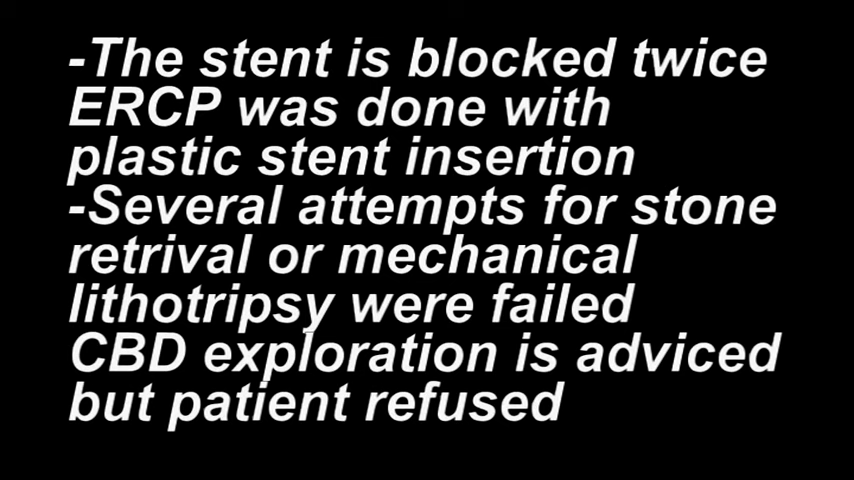 -The stent is blocked twice
ERCP was done with
plastic stent insertion
-Several attempts for stone
retrival or mechanical
lithotripsy were failed
CBD exploration is adviced
but patient refused